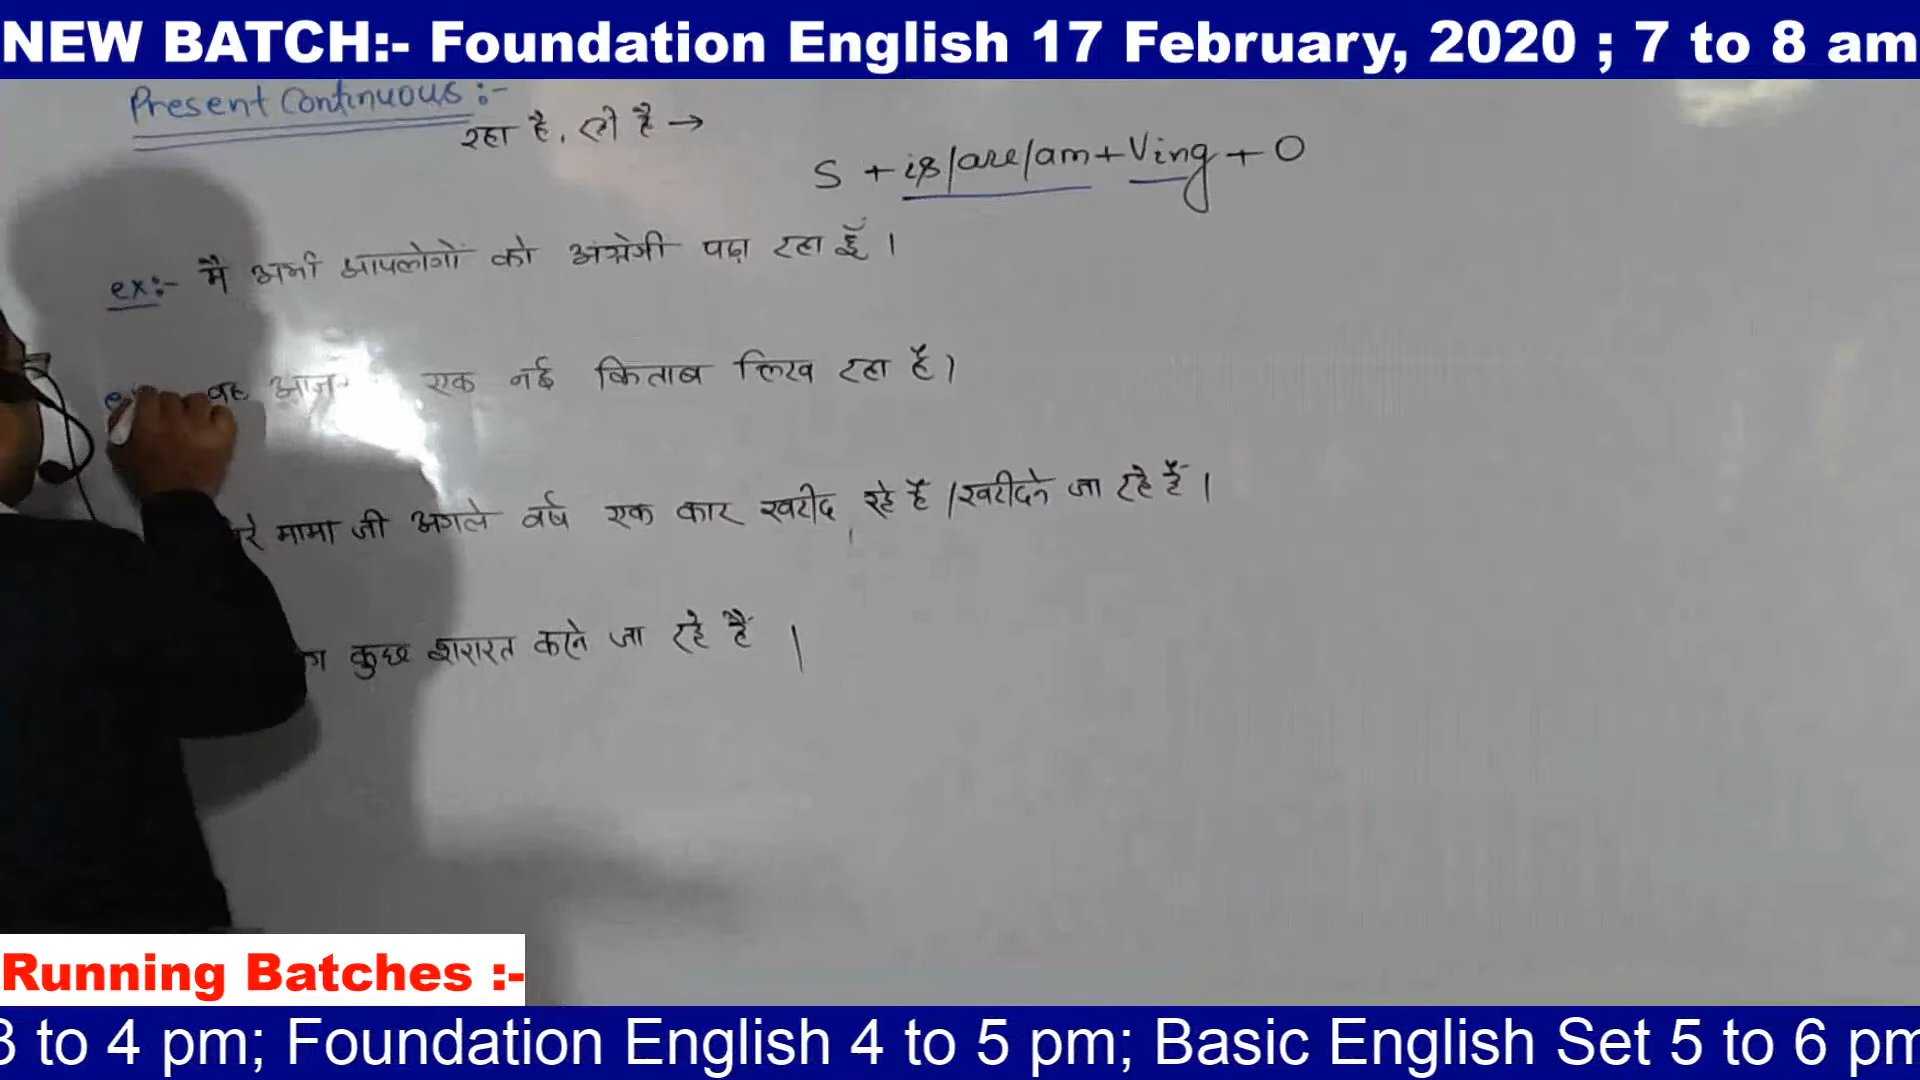 NEW BATCH:- Foundation English 17 February, 2020 ; 7 to 8 am
Present Continuous :-
रहा है, रही है →
S + is/are/am + Ving + O
ex:- मै अभी आपलोगों को अंग्रेजी पढ़ा रहा हूँ ।
वह आज एक नई किताब लिख रहा है।
मामा जी अगले वर्ष एक कार खरीद रहे हैं / खरीदने जा रहे हैं ।
कुछ शरारत करने जा रहे हैं ।
Running Batches :-
3 to 4 pm; Foundation English 4 to 5 pm; Basic English Set 5 to 6 pm